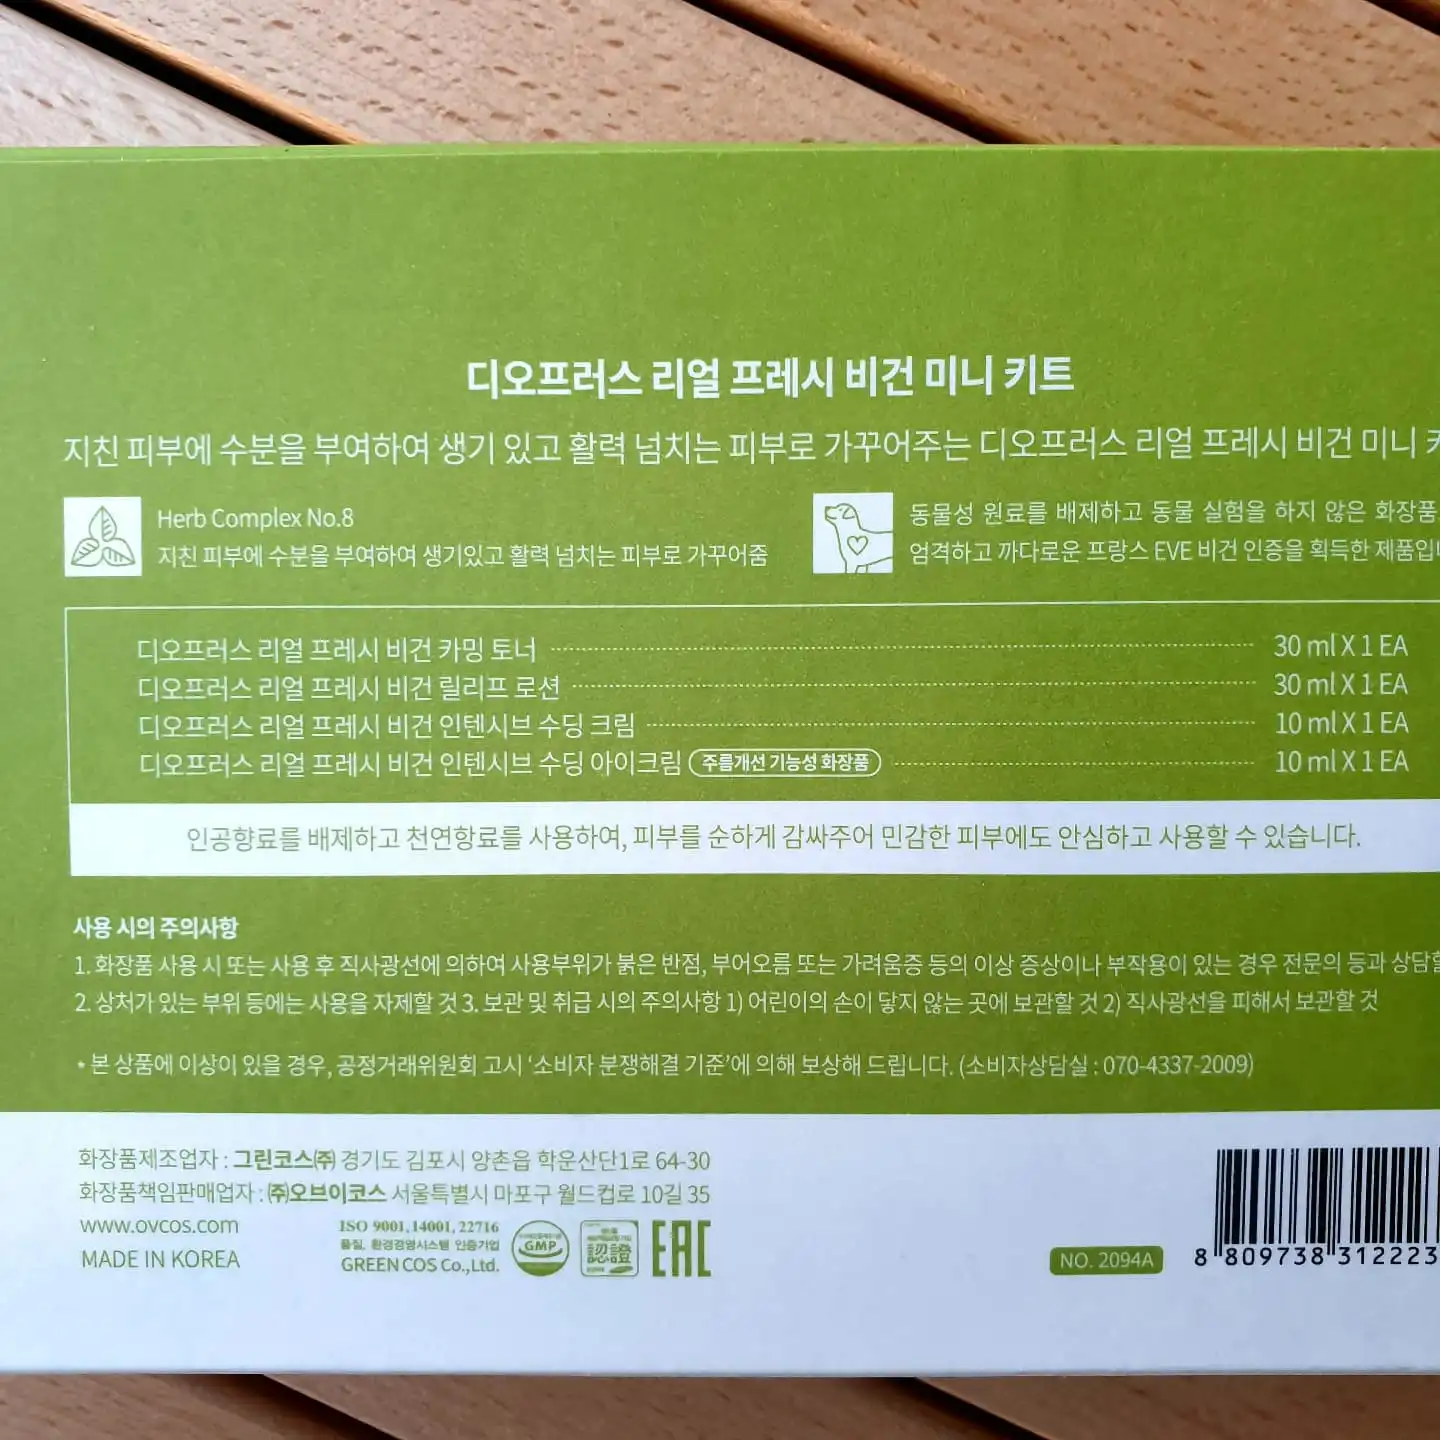 디오프러스 리얼 프레시 비건 미니 키트
지친 피부에 수분을 부여하여 생기 있고 활력 넘치는 피부로 가꾸어주는 디오프러스 리얼 프레시 비건 미니
Herb Complex No.8
지친 피부에 수분을 부여하여 생기있고 활력 넘치는 피부로 가꾸어줌
동물성 원료를 배제하고 동물 실험을 하지 않은 화장품
엄격하고 까다로운 프랑스 EVE 비건 인증을 획득한
디오프러스 리얼 프레시 비건 카밍 토너 30 ml X 1 EA
디오프러스 리얼 프레시 비건 릴리프 로션 30 ml X 1 EA
디오프러스 리얼 프레시 비건 인텐시브 수딩 크림 10 ml X 1 EA
디오프러스 리얼 프레시 비건 인텐시브 수딩 아이크림 주름개선 기능성 화장품 10 ml X 1 EA
인공향료를 배제하고 천연향료를 사용하여, 피부를 순하게 감싸주어 민감한 피부에도 안심하고 사용할 수 있습니다.
사용 시의 주의사항
1. 화장품 사용 시 또는 사용 후 직사광선에 의하여 사용부위가 붉은 반점, 부어오름 또는 가려움증 등의 이상 증상이나 부작용이 있는 경우 전문의 등과
2. 상처가 있는 부위 등에는 사용을 자제할 것 3. 보관 및 취급 시의 주의사항 1) 어린이의 손이 닿지 않는 곳에 보관할 것 2) 직사광선을 피해서 보관할 것
• 본 상품에 이상이 있을 경우, 공정거래위원회 고시 '소비자 분쟁해결 기준'에 의해 보상해 드립니다. (소비자상담실 : 070-4337-2009)
화장품제조업자 : 그린코스㈜ 경기도 김포시 양촌읍 학운산단1로 64-30
화장품책임판매업자 : ㈜오브이코스 서울특별시 마포구 월드컵로 10길 35
www.ovcos.com
MADE IN KOREA
ISO 9001, 14001, 22716
품질, 환경경영시스템 인증기업
GREEN COS Co.,Ltd.
GMP
認證
EAC
NO. 2094A
8 809738 312223